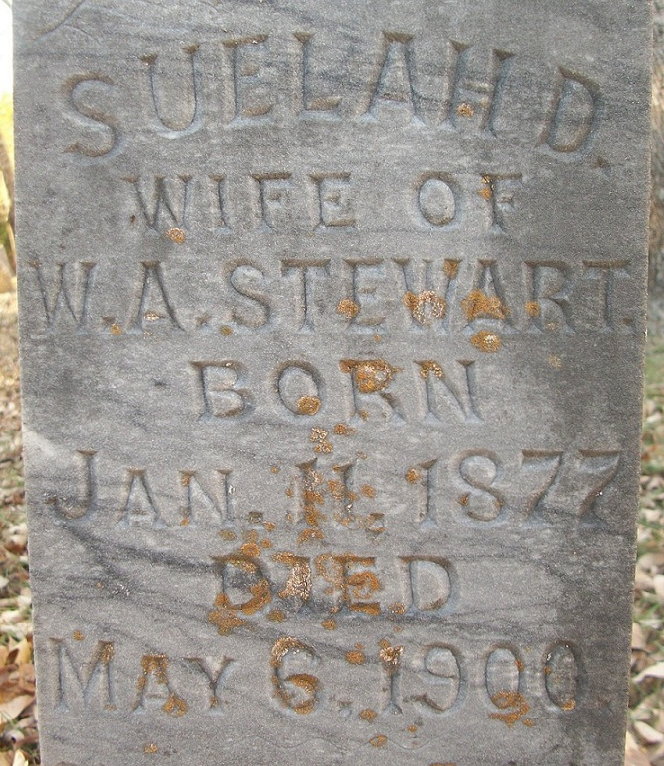 SUELAH D.
WIFE OF
W. A. STEWART.
BORN
JAN. 11, 1877
DIED
MAY 6, 1900